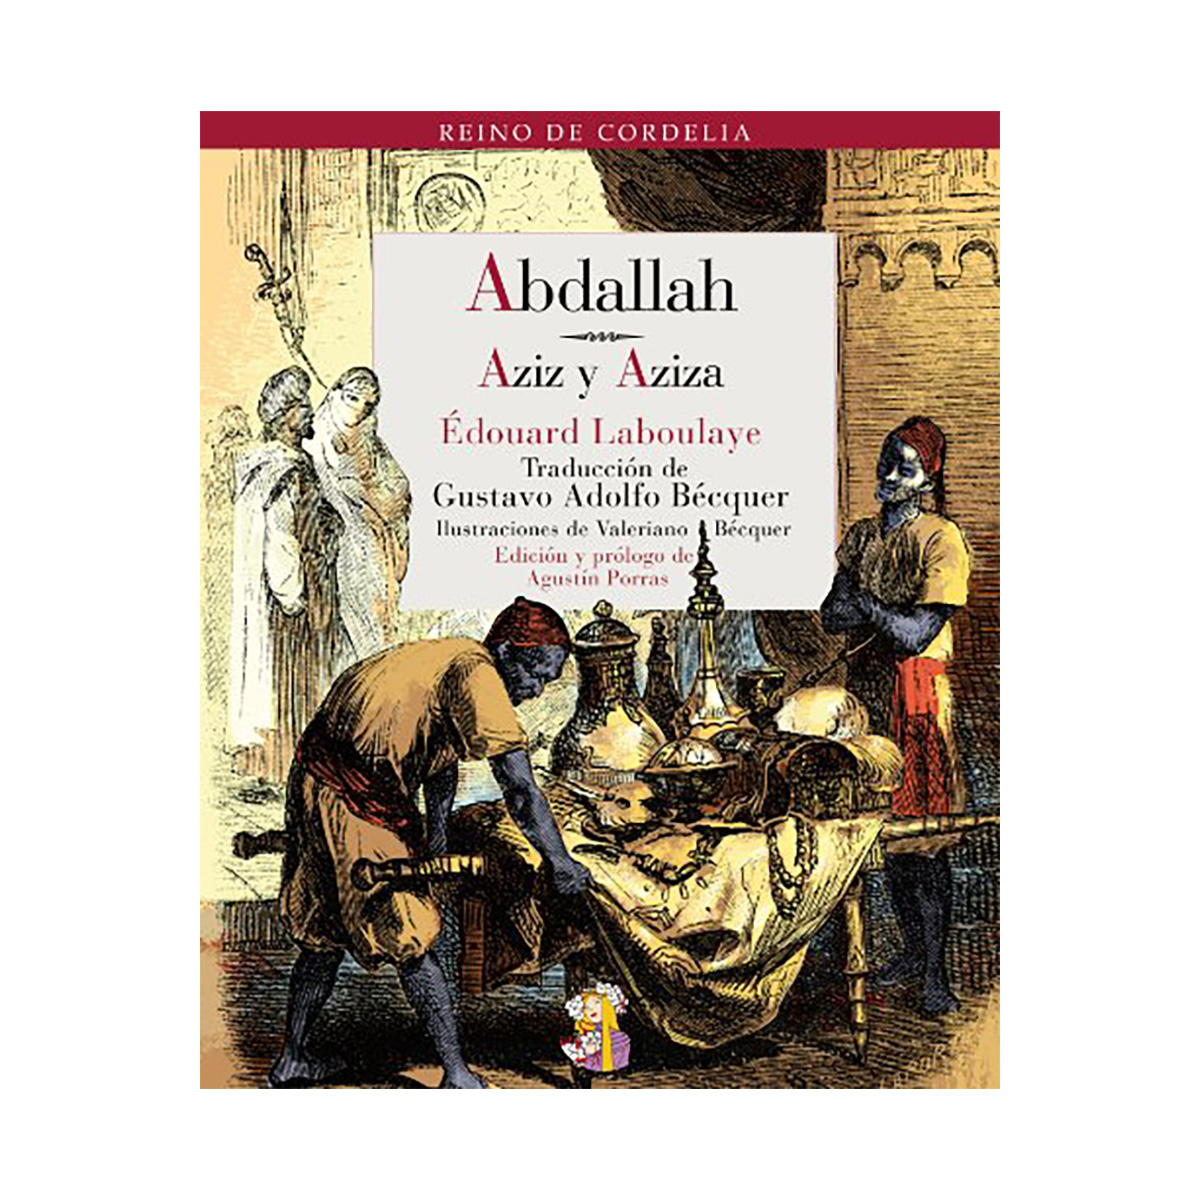 REINO DE CORDELIA
Abdallah
Aziz y Aziza
Édouard Laboulaye
Traducción de
Gustavo Adolfo Bécquer
Ilustraciones de Valeriano Bécquer
Edición y prólogo de
Agustín Porras